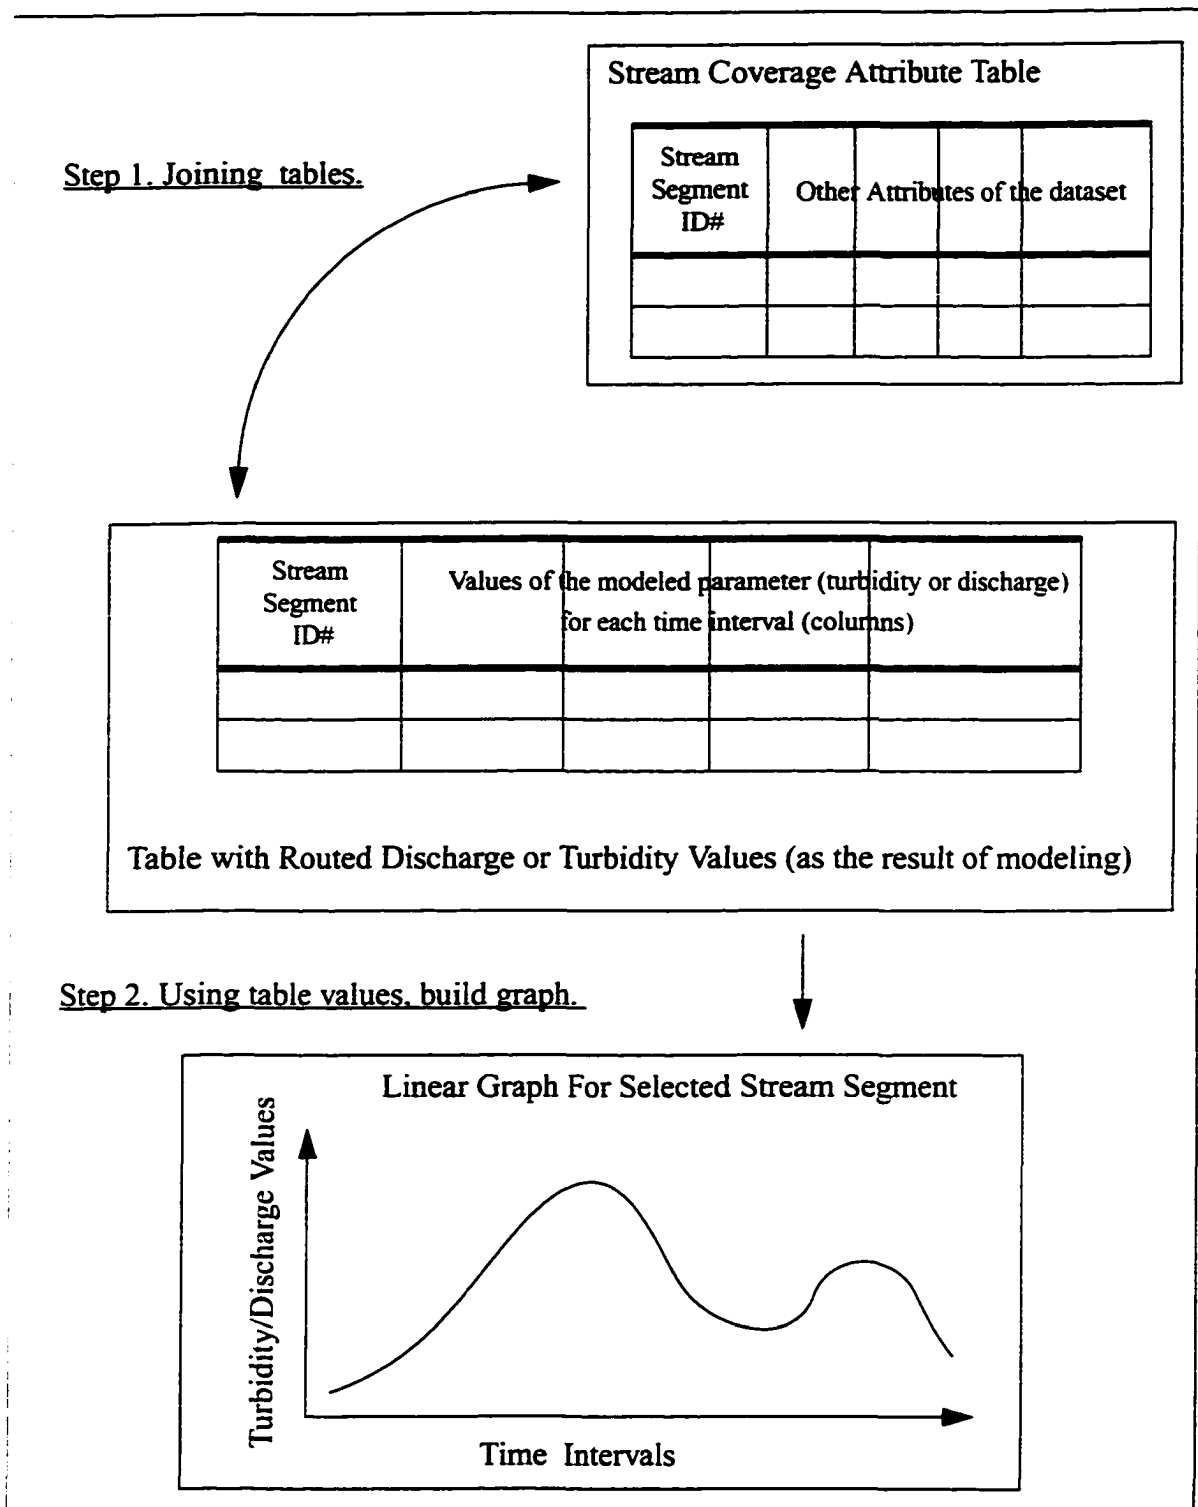 Stream Coverage Attribute Table
Step 1. Joining tables.
Stream
Segment
ID#
Other Attributes of the dataset
Stream
Segment
ID#
Values of the modeled parameter (turbidity or discharge)
for each time interval (columns)
Table with Routed Discharge or Turbidity Values (as the result of modeling)
Step 2. Using table values, build graph.
Linear Graph For Selected Stream Segment
Turbidity/Discharge Values
Time Intervals